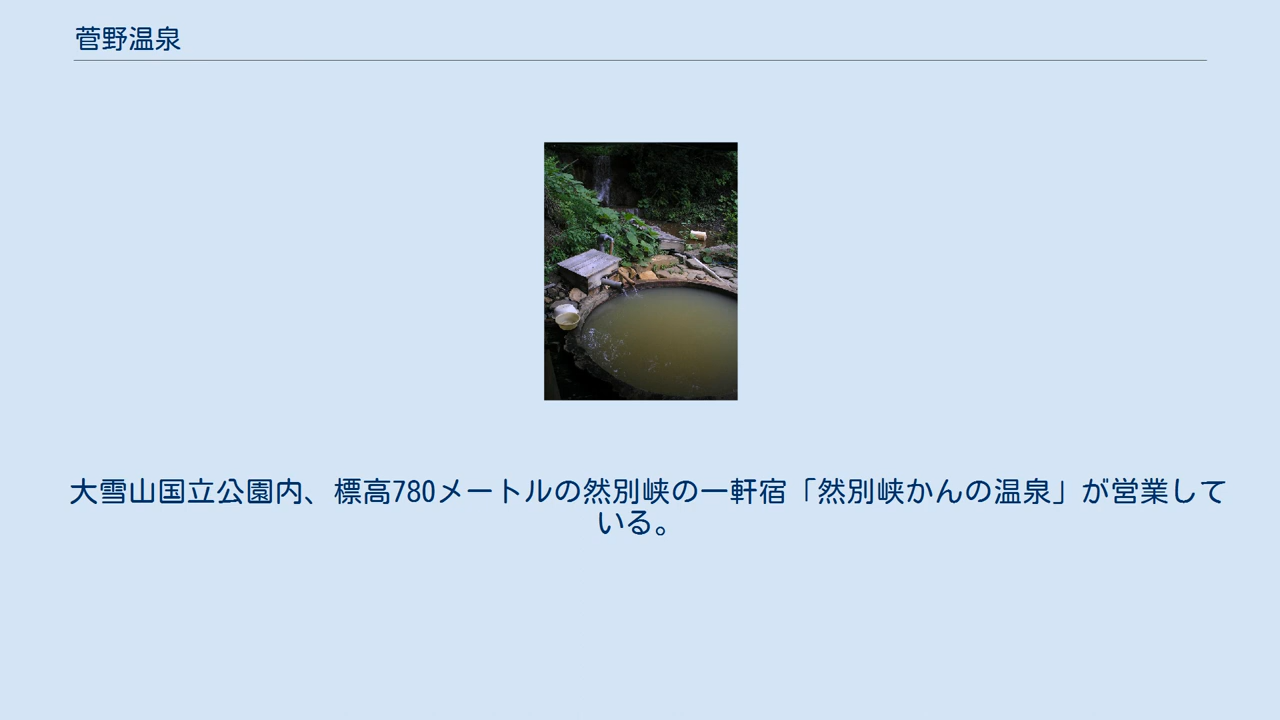 菅野温泉
大雪山国立公園内、標高780メートルの然別峡の一軒宿「然別峡かんの温泉」が営業して
いる。